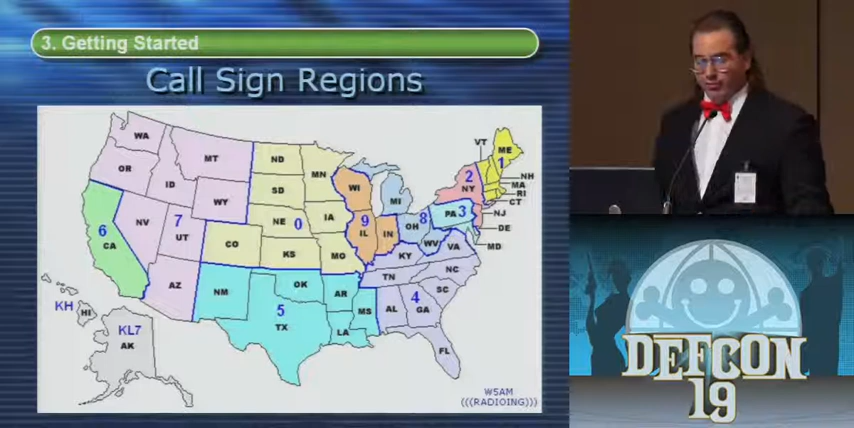 3. Getting Started
Call Sign Regions
WA
MT
ND
MN
VT
ME
1
OR
ID
SD
WI
MI
2
NY
NH
MA
RI
CT
WY
NE
0
IA
9
IL
IN
OH
8
PA
3
NJ
DE
MD
6
CA
NV
7
UT
CO
KS
MO
WV
VA
KY
AZ
NM
OK
AR
TN
NC
SC
5
TX
LA
MS
AL
4
GA
FL
KH
HI
KL7
AK
W5AM
(((RADIOING)))
DEFCON
19